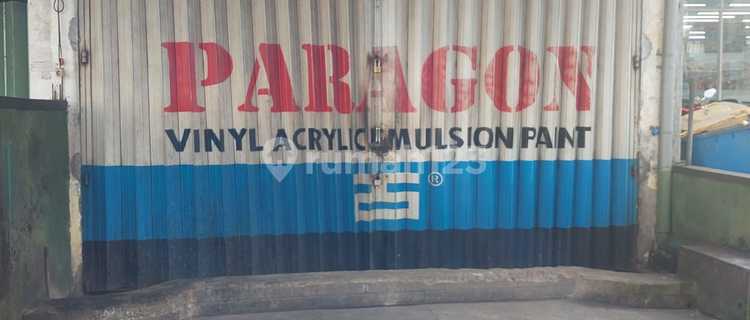 PARAGON
VINYL ACRYLIC EMULSION PAINT
rumah123
®